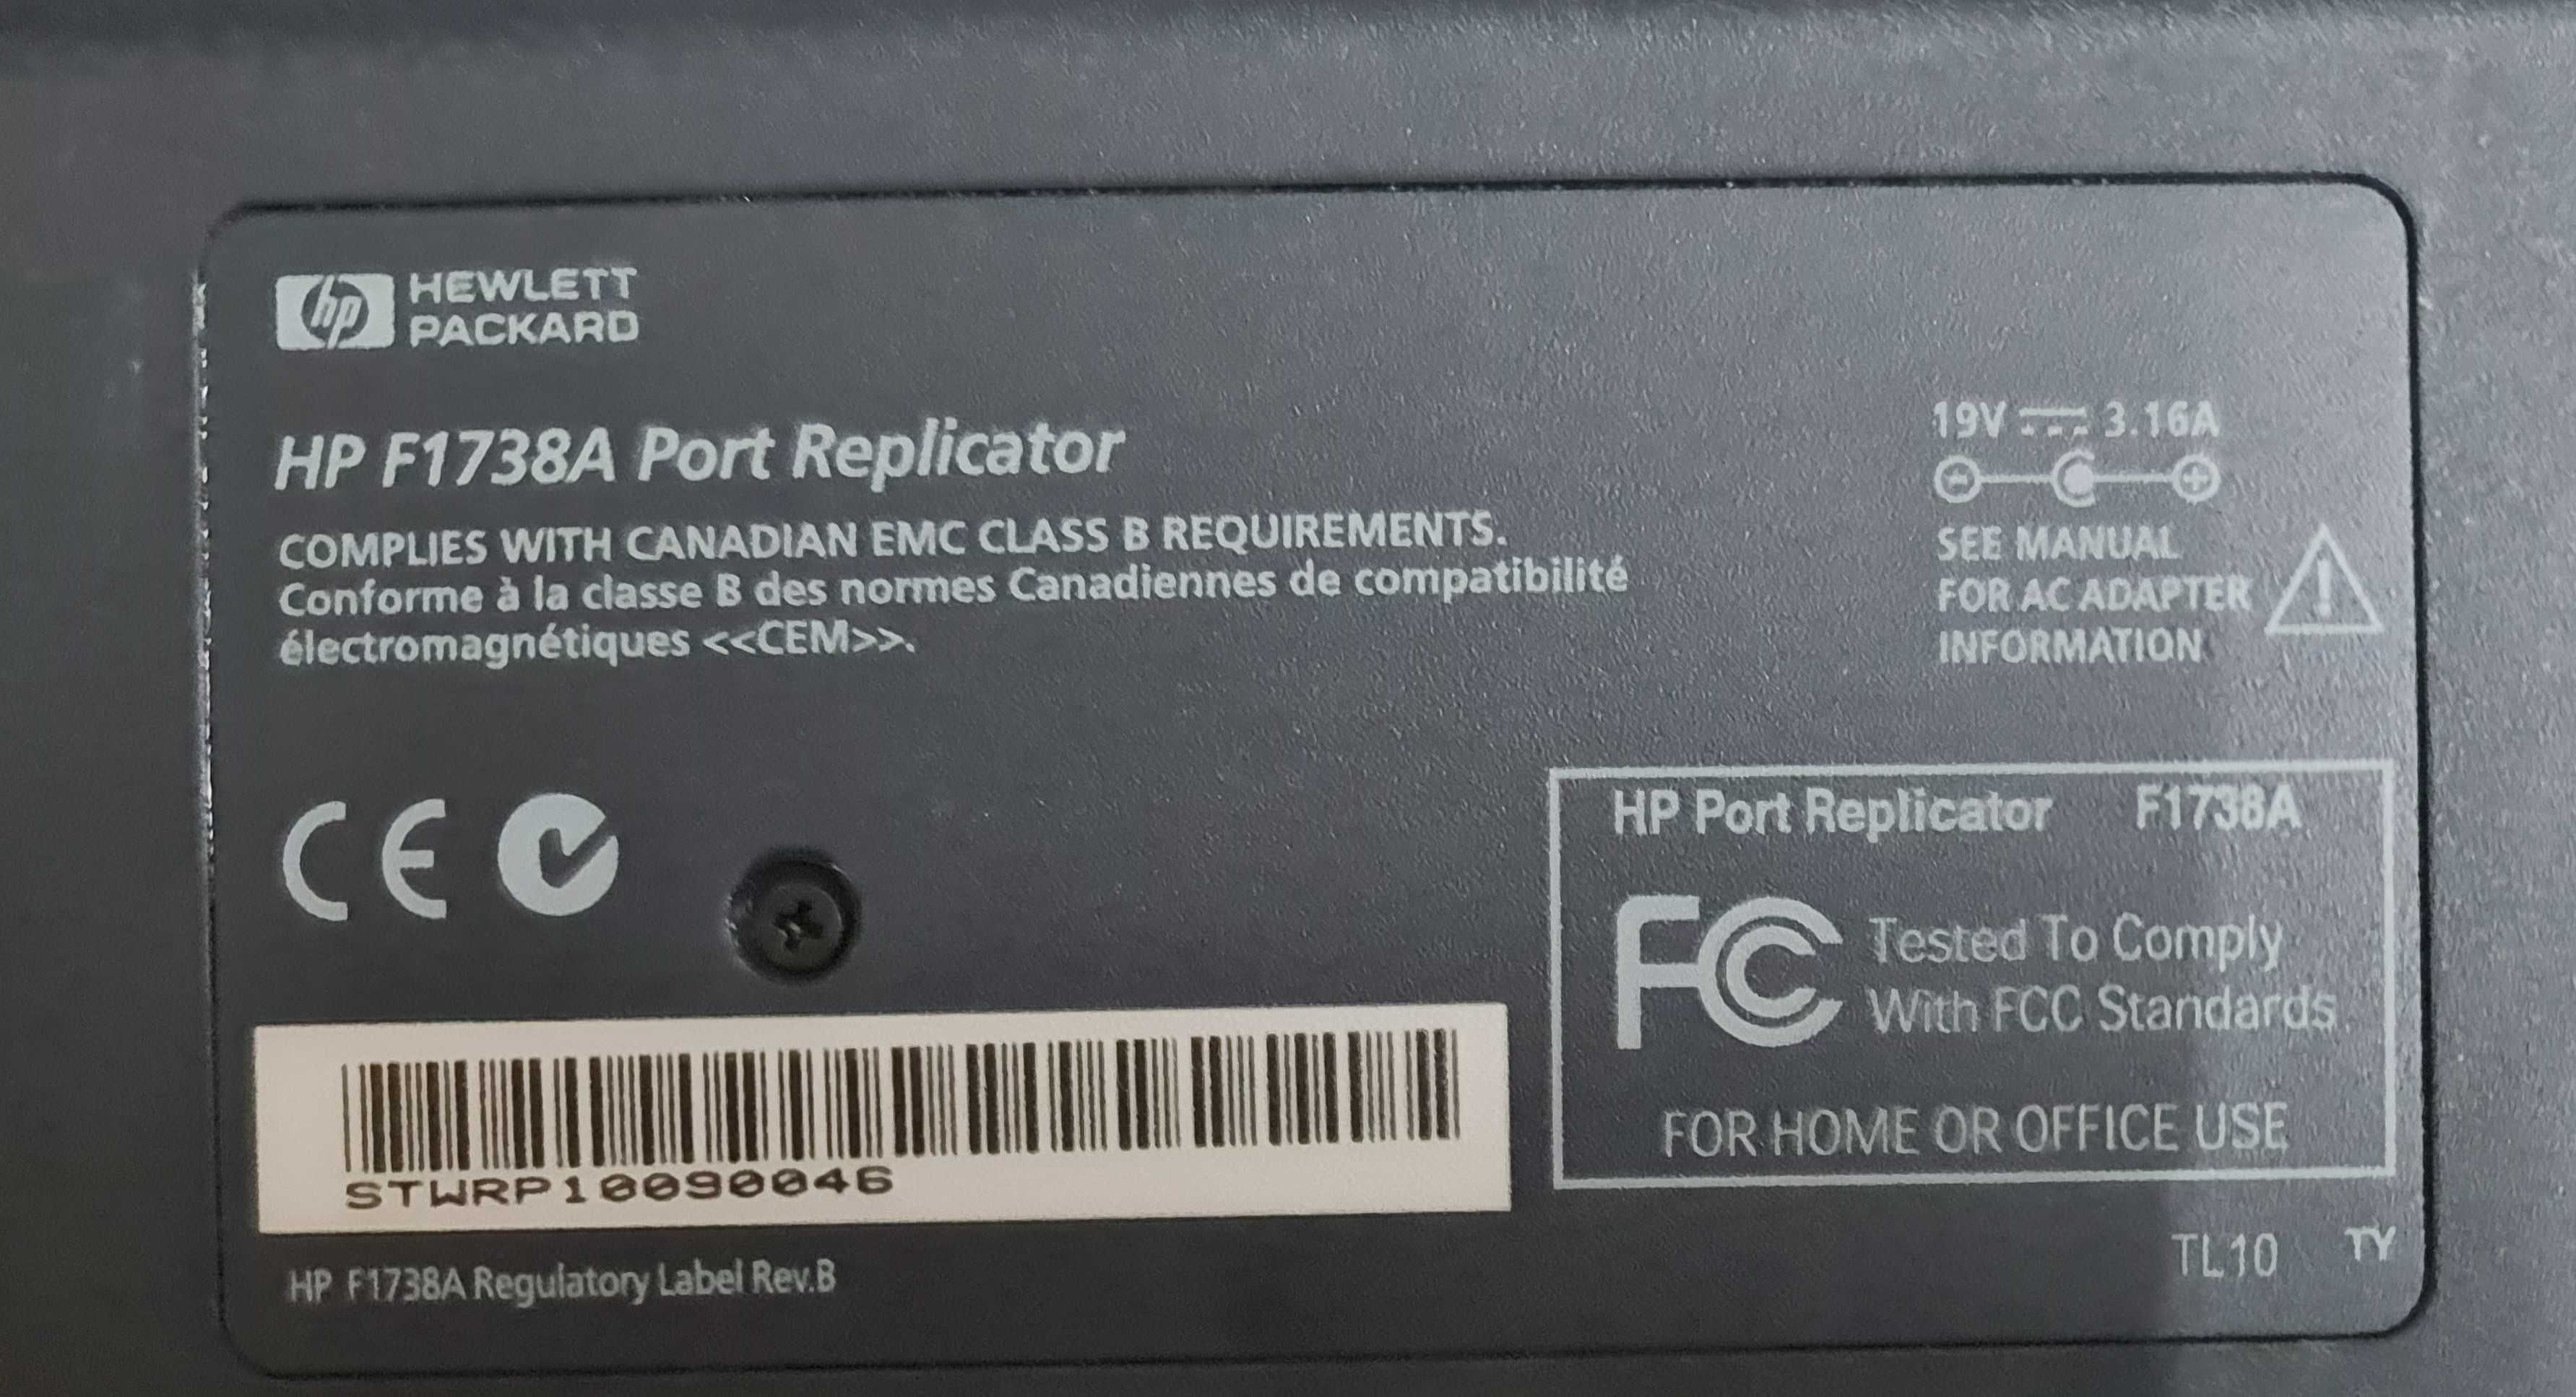 hp HEWLETT
PACKARD
HP F1738A Port Replicator
COMPLIES WITH CANADIAN EMC CLASS B REQUIREMENTS.
Conforme à la classe B des normes Canadiennes de compatibilité
électromagnétiques <<CEM>>.
19V 3.16A
SEE MANUAL
FOR AC ADAPTER
INFORMATION
CE
HP Port Replicator F1738A
FC Tested To Comply
With FCC Standards
FOR HOME OR OFFICE USE
STWRP10090046
HP F1738A Regulatory Label Rev.B
TL10 TY